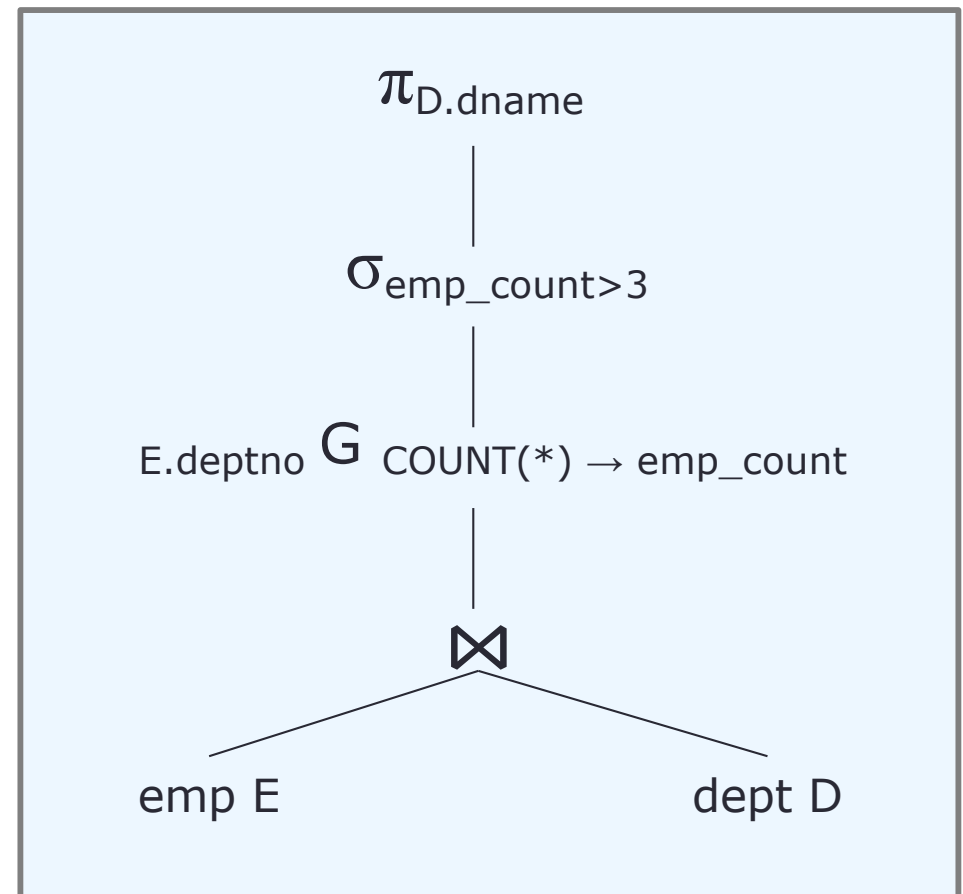 πD.dname
σemp_count>3
E.deptno G COUNT(*) → emp_count
⋈
emp E
dept D